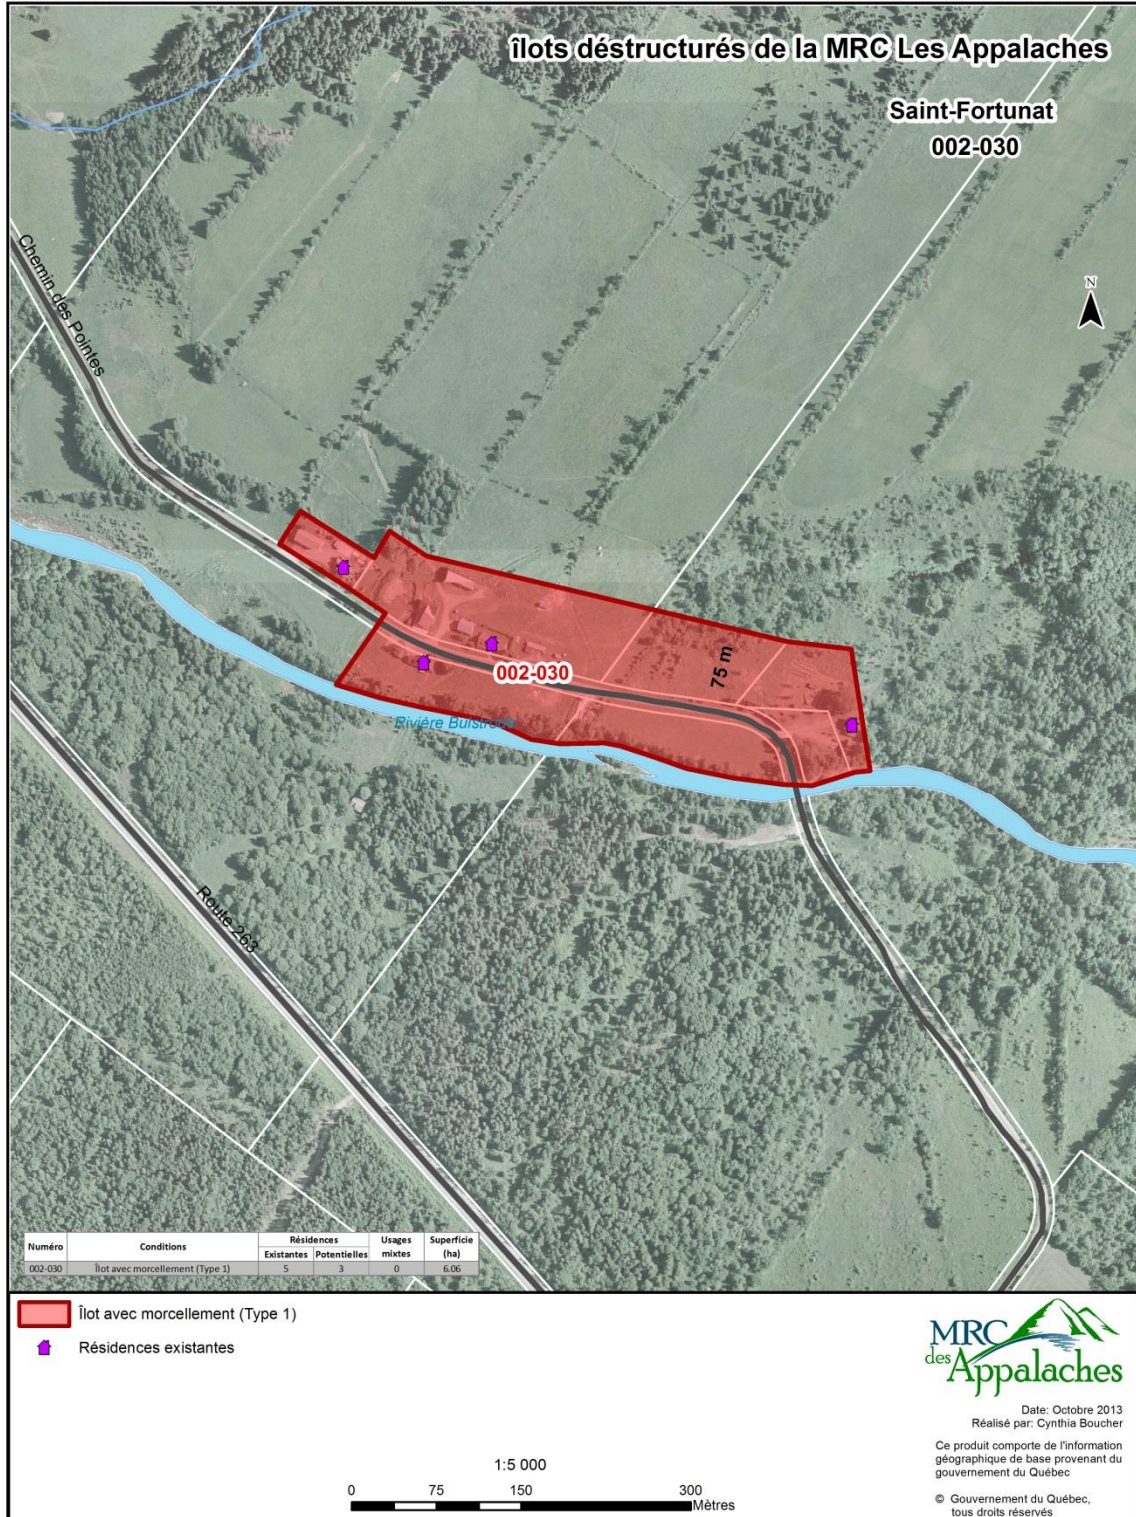 îlots déstructurés de la MRC Les Appalaches
Saint-Fortunat
002-030
N
Chemin des Pointes
75 m
002-030
Rivière Bulstrode
Route 263
Numéro Conditions Résidences Usages mixtes Superficie (ha)
Existantes Potentielles
002-030 Îlot avec morcellement (Type 1) 5 3 0 6.06
Îlot avec morcellement (Type 1)
Résidences existantes
MRC
des Appalaches
Date: Octobre 2013
Réalisé par: Cynthia Boucher
Ce produit comporte de l'information
géographique de base provenant du
gouvernement du Québec
© Gouvernement du Québec,
tous droits réservés
1:5 000
0 75 150 300
Mètres